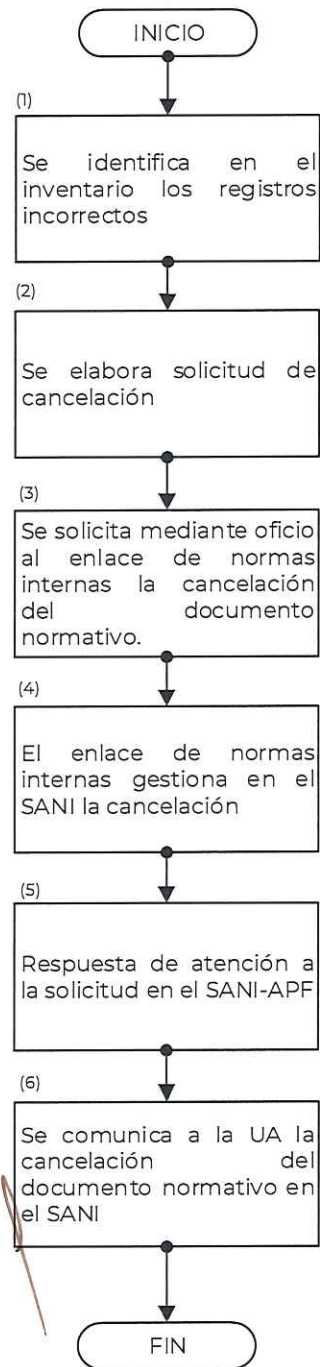 INICIO
(1)
Se identifica en el
inventario los registros
incorrectos
(2)
Se elabora solicitud de
cancelación
(3)
Se solicita mediante oficio
al enlace de normas
internas la cancelación
del documento
normativo.
(4)
El enlace de normas
internas gestiona en el
SANI la cancelación
(5)
Respuesta de atención a
la solicitud en el SANI-APF
(6)
Se comunica a la UA la
cancelación del
documento normativo en
el SANI
FIN